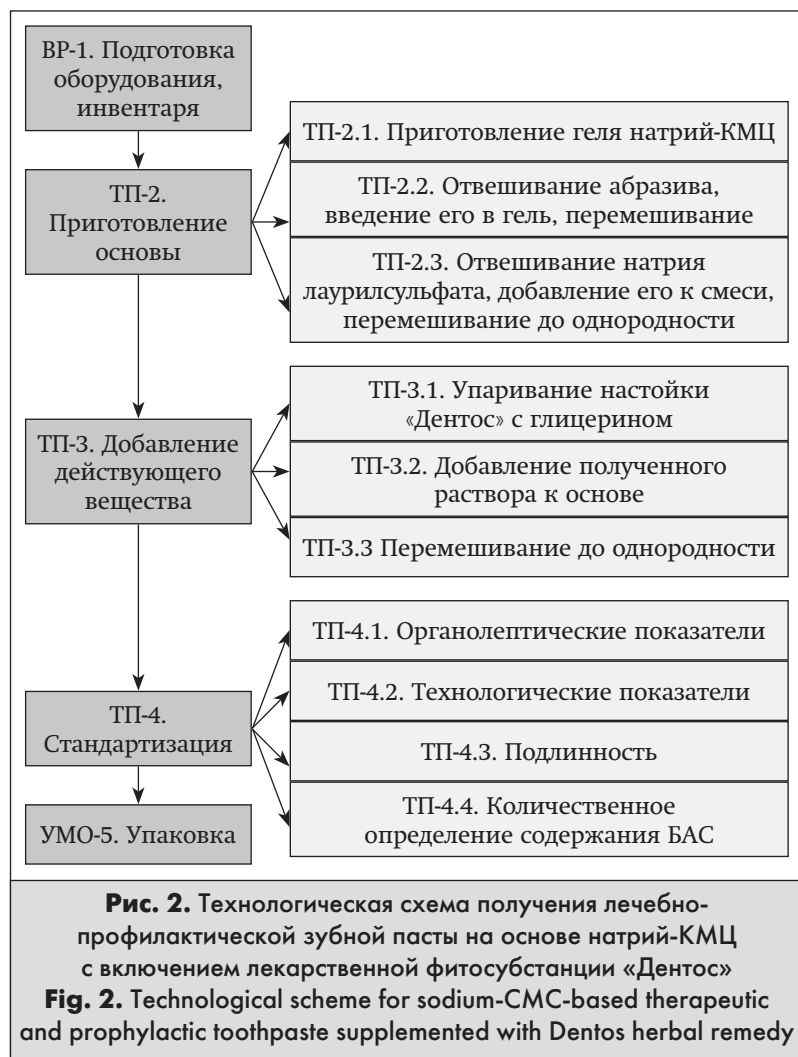 ВР-1. Подготовка
оборудования,
инвентаря
ТП-2.
Приготовление
основы
ТП-2.1. Приготовление геля натрий-КМЦ
ТП-2.2. Отвешивание абразива,
введение его в гель, перемешивание
ТП-2.3. Отвешивание натрия
лаурилсульфата, добавление его к смеси,
перемешивание до однородности
ТП-3. Добавление
действующего
вещества
ТП-3.1. Упаривание настойки
«Дентос» с глицерином
ТП-3.2. Добавление полученного
раствора к основе
ТП-3.3 Перемешивание до однородности
ТП-4.
Стандартизация
ТП-4.1. Органолептические показатели
ТП-4.2. Технологические показатели
ТП-4.3. Подлинность
ТП-4.4. Количественное
определение содержания БАС
УМО-5. Упаковка
Рис. 2. Технологическая схема получения лечебно-
профилактической зубной пасты на основе натрий-КМЦ
с включением лекарственной фитосубстанции «Дентос»
Fig. 2. Technological scheme for sodium-CMC-based therapeutic
and prophylactic toothpaste supplemented with Dentos herbal remedy